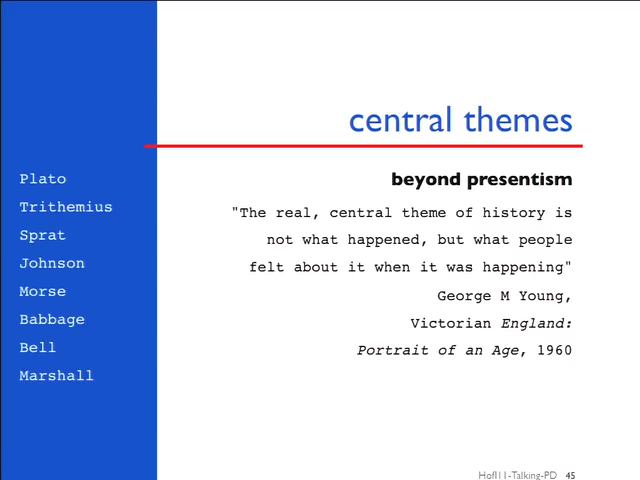 central themes
Plato
Trithemius
Sprat
Johnson
Morse
Babbage
Bell
Marshall
beyond presentism
"The real, central theme of history is
not what happened, but what people
felt about it when it was happening"
George M Young,
Victorian England:
Portrait of an Age, 1960
HofI11-Talking-PD 45